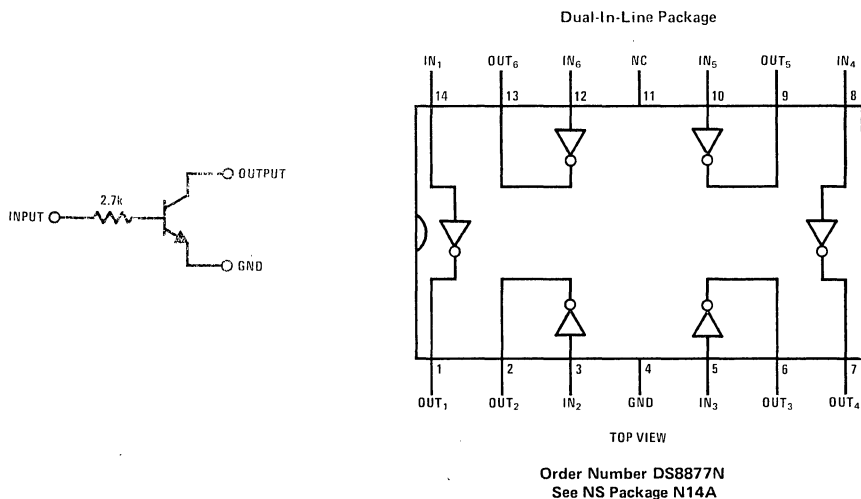 Dual-In-Line Package
IN1 OUT6 IN6 NC IN5 OUT5 IN4
14 13 12 11 10 9 8
2.7k
OUTPUT
INPUT
GND
1 2 3 4 5 6 7
OUT1 OUT2 IN2 GND IN3 OUT3 OUT4
TOP VIEW
Order Number DS8877N
See NS Package N14A